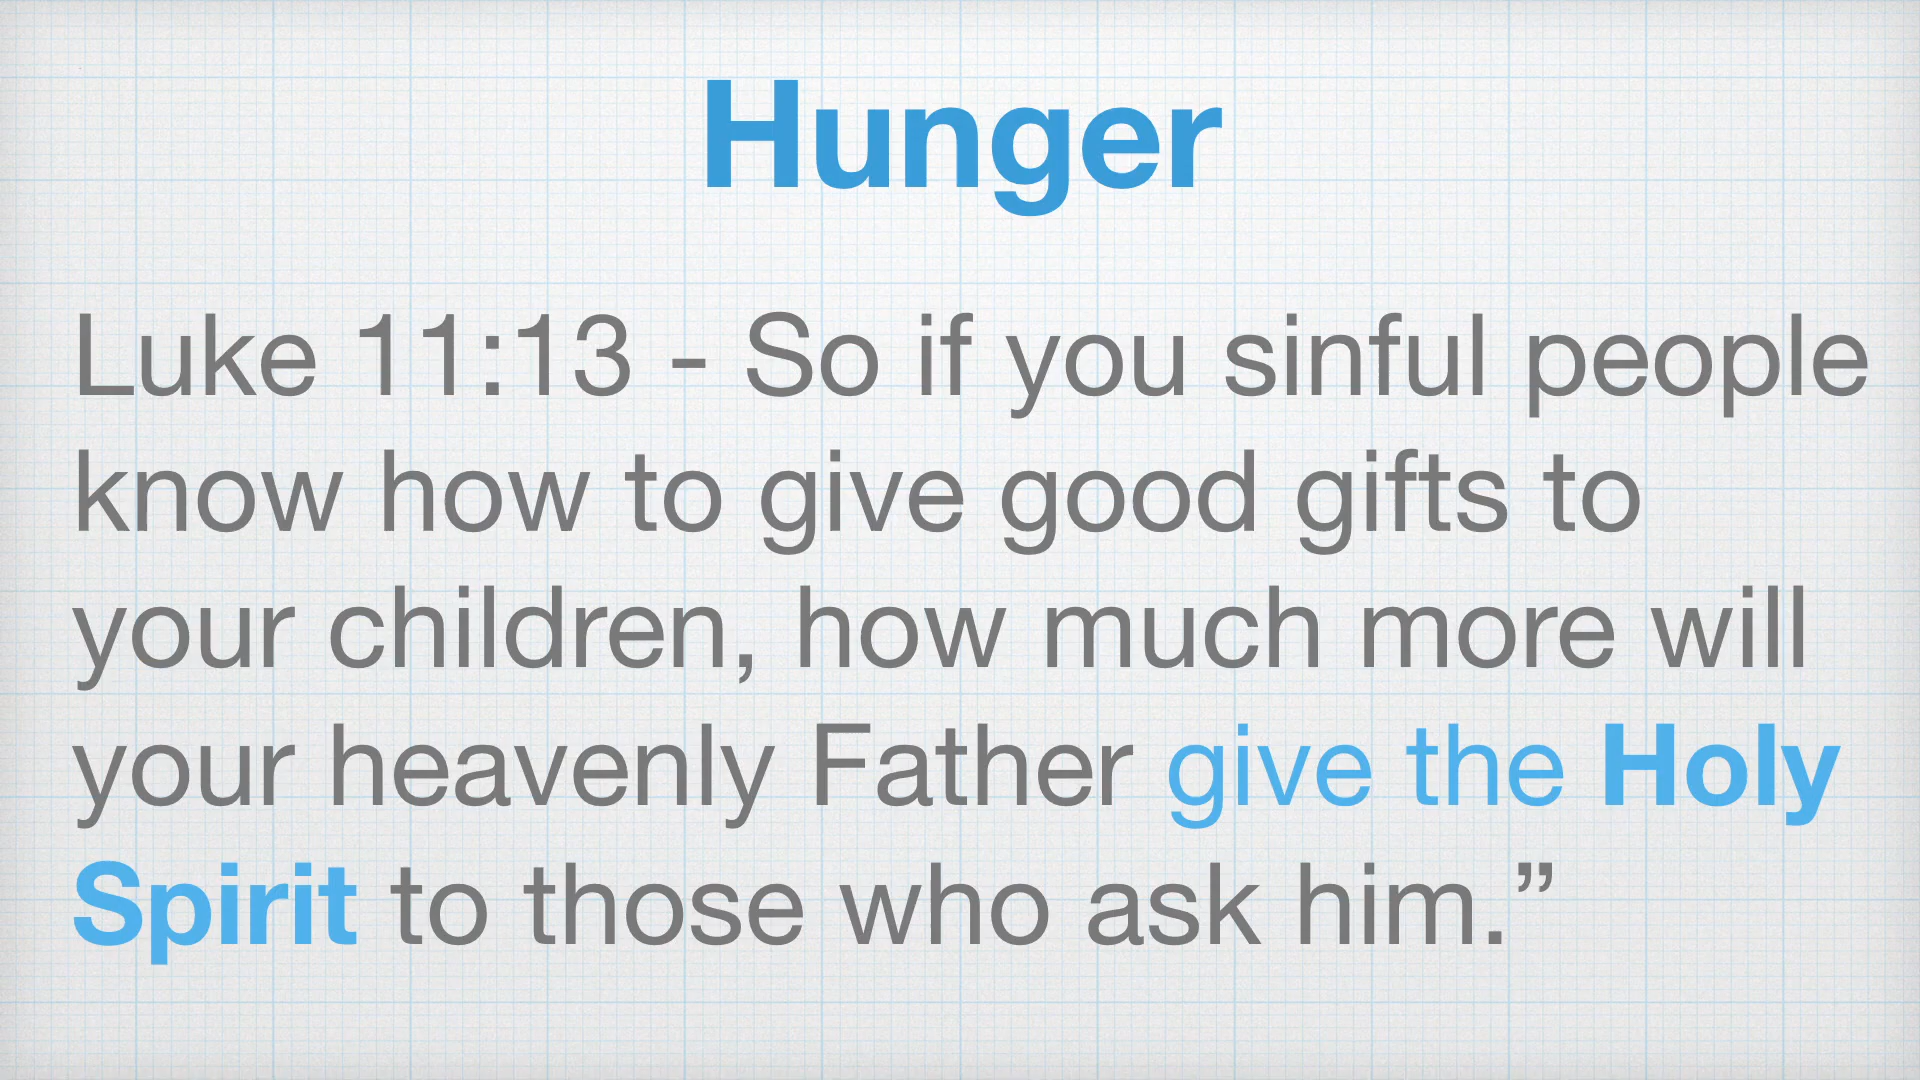 Hunger
Luke 11:13 - So if you sinful people
know how to give good gifts to
your children, how much more will
your heavenly Father give the Holy
Spirit to those who ask him.”